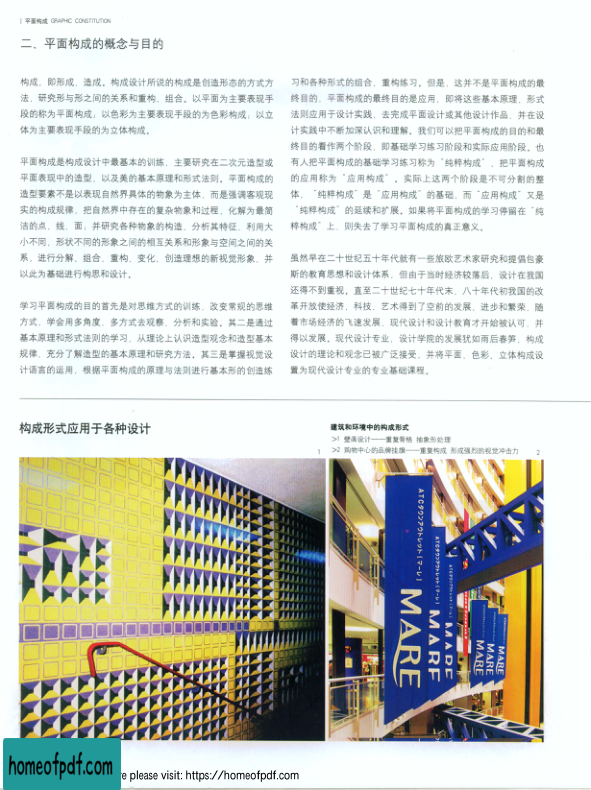 平面构成 GRAPHIC CONSTITUTION
二、平面构成的概念与目的
构成，即形成、造成。构成设计所说的构成是创造形态的方式方
法，研究形与形之间的关系和重构、组合。以平面为主要表现手
段的称为平面构成，以色彩为主要表现手段的为色彩构成，以立
体为主要表现手段的为立体构成。
平面构成是构成设计中最基本的训练，主要研究在二次元造型或
平面表现中的造型，以及美的基本原理和形式法则。平面构成的
造型要素不是以表现自然界具体的物象为主体，而是强调客观现
实的构成规律，把自然界中存在的复杂物象和过程，化解为最简
洁的点、线、面，并研究各种物象的构造，分析其特征，利用大
小不同、形状不同的形象之间的相互关系和形象与空间之间的关
系，进行分解、组合、重构、变化，创造理想的新视觉形象，并
以此为基础进行构思和设计。
学习平面构成的目的首先是对思维方式的训练，改变常规的思维
方式，学会用多角度、多方式去观察、分析和实验。其二是通过
基本原理和形式法则的学习，从理论上认识造型观念和造型基本
规律，充分了解造型的基本原理和研究方法。其三是掌握视觉设
计语言的运用，根据平面构成的原理与法则进行基本形的创造练
习和各种形式的组合、重构练习。但是，这并不是平面构成的最
终目的，平面构成的最终目的是应用，即将这些基本原理、形式
法则应用于设计实践，去完成平面设计或其他设计作品，并在设
计实践中不断加深认识和理解。我们可以把平面构成的目的和最
终目的看作两个阶段，即基础学习练习阶段和实际应用阶段。也
有人把平面构成的基础学习练习称为“纯粹构成”，把平面构成
的应用称为“应用构成”。实际上这两个阶段是不可分割的整
体，“纯粹构成”是“应用构成”的基础，而“应用构成”又是
“纯粹构成”的延续和扩展。如果将平面构成的学习停留在“纯
粹构成”上，则失去了学习平面构成的真正意义。
虽然早在二十世纪五十年代就有一些旅欧艺术家研究和提倡包豪
斯的教育思想和设计体系，但由于当时经济较落后，设计在我国
还得不到重视。直至二十世纪七十年代末、八十年代初我国的改
革开放使经济、科技、艺术得到了空前的发展、进步和繁荣，随
着市场经济的飞速发展，现代设计和设计教育才开始被认可，并
得以发展。现代设计专业、设计学院的发展犹如雨后春笋，构成
设计的理论和观念已被广泛接受，并将平面、色彩、立体构成设
置为现代设计专业的专业基础课程。
构成形式应用于各种设计
1
建筑和环境中的构成形式
>1 壁画设计——重复骨格 抽象形处理
>2 购物中心的品牌挂旗——重复构成 形成强烈的视觉冲击力
2
ATCタウンアウトレット[マーレ]
MARE
MARE
MARE
MARE
MARE
homeofpdf.com
re please visit: https://homeofpdf.com